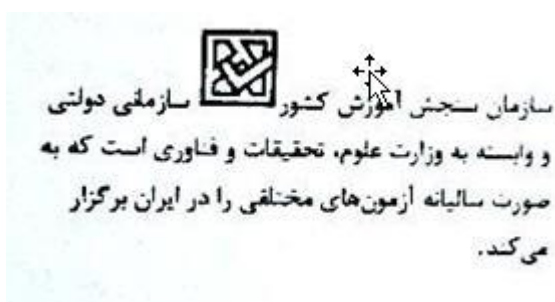 سازمان سنجش آموزش کشور سازمانی دولتی
و وابسته به وزارت علوم، تحقیقات و فناوری است که به
صورت سالیانه آزمون‌های مختلفی را در ایران برگزار
می‌کند.